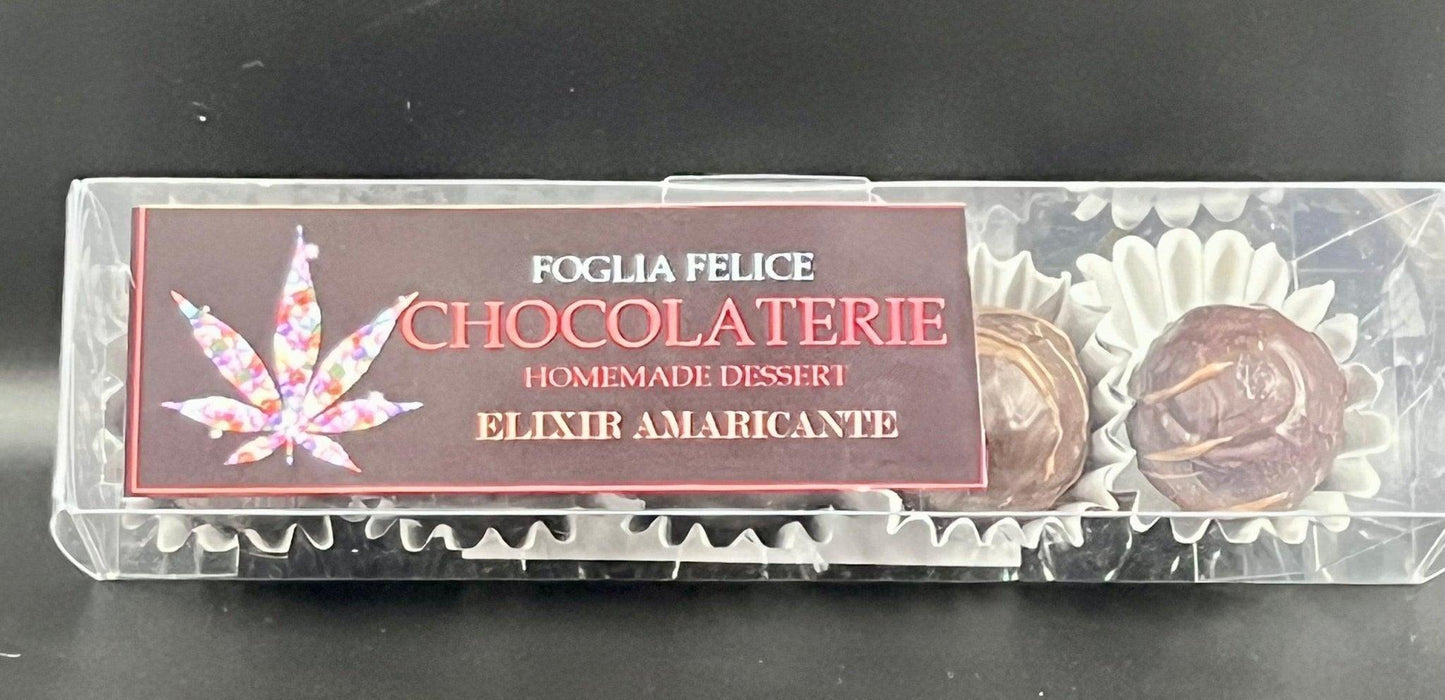 FOGLIA FELICE
CHOCOLATERIE
HOMEMADE DESSERT
ELIXIR AMARICANTE